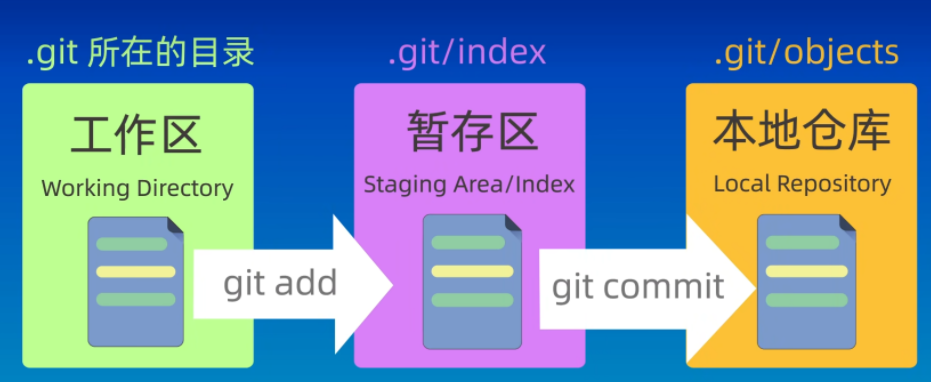 .git 所在的目录
.git/index
.git/objects
工作区
Working Directory
暂存区
Staging Area/Index
本地仓库
Local Repository
git add
git commit